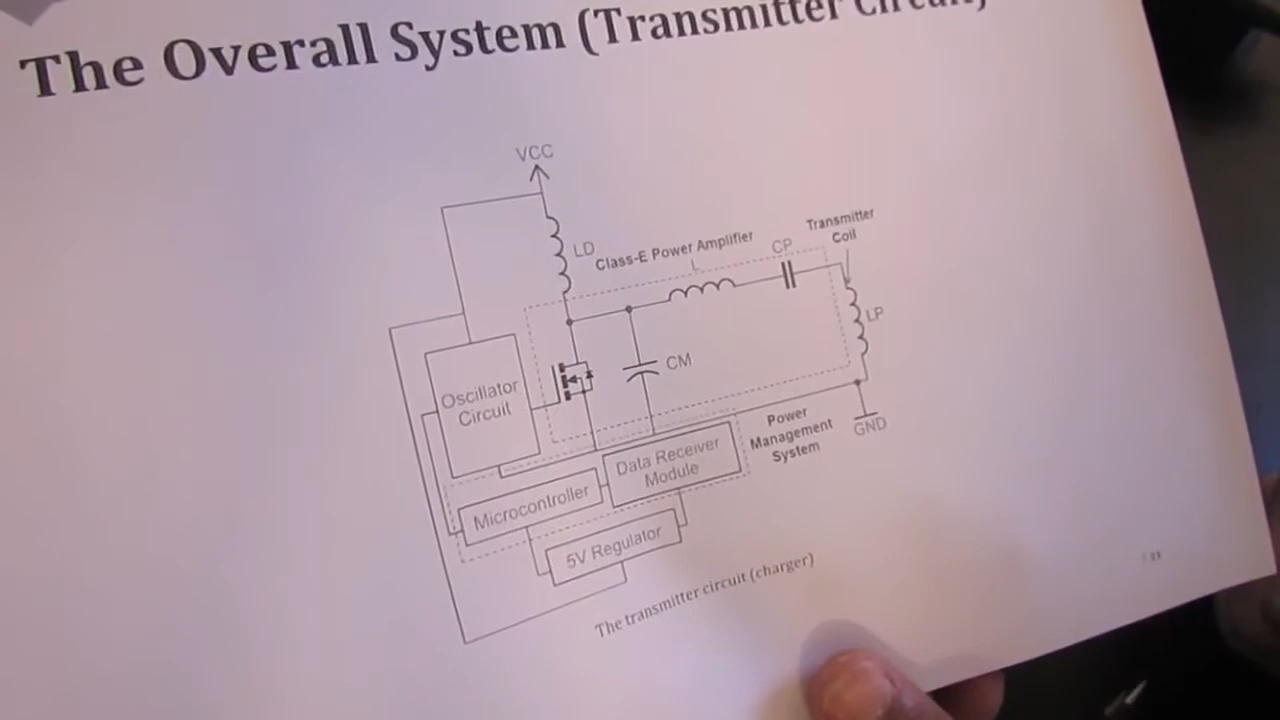 The Overall System (Transmitter Circuit)
VCC
LD
Class-E Power Amplifier
L
CP
Transmitter
Coil
LP
Oscillator
Circuit
CM
GND
Power
Management
System
Data Receiver
Module
Microcontroller
5V Regulator
The transmitter circuit (charger)